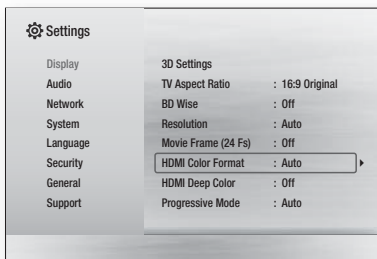 Settings
Display
Audio
Network
System
Language
Security
General
Support
3D Settings
TV Aspect Ratio : 16:9 Original
BD Wise : Off
Resolution : Auto
Movie Frame (24 Fs) : Off
HDMI Color Format : Auto
HDMI Deep Color : Off
Progressive Mode : Auto